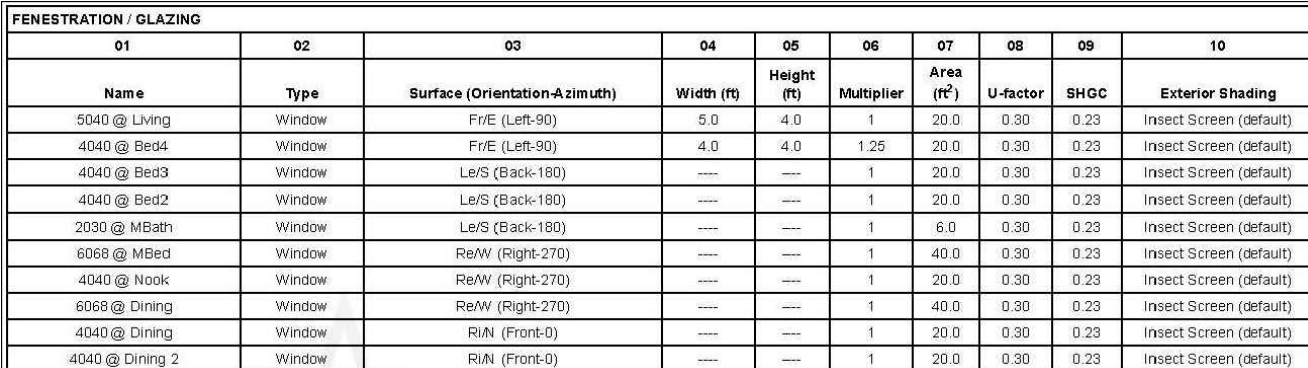 FENESTRATION / GLAZING
01 02 03 04 05 06 07 08 09 10
Name Type Surface (Orientation-Azimuth) Width (ft) Height (ft) Multiplier Area (ft²) U-factor SHGC Exterior Shading
5040 @ Living Window Fr/E (Left-90) 5.0 4.0 1 20.0 0.30 0.23 Insect Screen (default)
4040 @ Bed4 Window Fr/E (Left-90) 4.0 4.0 1.25 20.0 0.30 0.23 Insect Screen (default)
4040 @ Bed3 Window Le/S (Back-180) ---- ---- 1 20.0 0.30 0.23 Insect Screen (default)
4040 @ Bed2 Window Le/S (Back-180) ---- ---- 1 20.0 0.30 0.23 Insect Screen (default)
2030 @ MBath Window Le/S (Back-180) ---- ---- 1 6.0 0.30 0.23 Insect Screen (default)
6068 @ MBed Window Re/W (Right-270) ---- ---- 1 40.0 0.30 0.23 Insect Screen (default)
4040 @ Nook Window Re/W (Right-270) ---- ---- 1 20.0 0.30 0.23 Insect Screen (default)
6068 @ Dining Window Re/W (Right-270) ---- ---- 1 40.0 0.30 0.23 Insect Screen (default)
4040 @ Dining Window Ri/N (Front-0) ---- ---- 1 20.0 0.30 0.23 Insect Screen (default)
4040 @ Dining 2 Window Ri/N (Front-0) ---- ---- 1 20.0 0.30 0.23 Insect Screen (default)